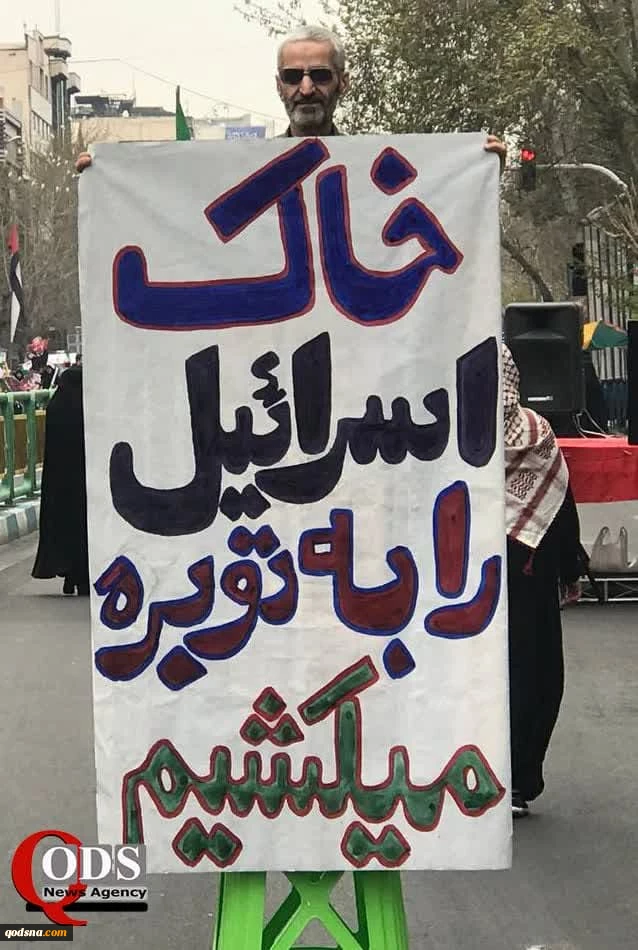 خاک
اسرائیل
را به توبره
میکشیم
QODS
News Agency
qodsna.com